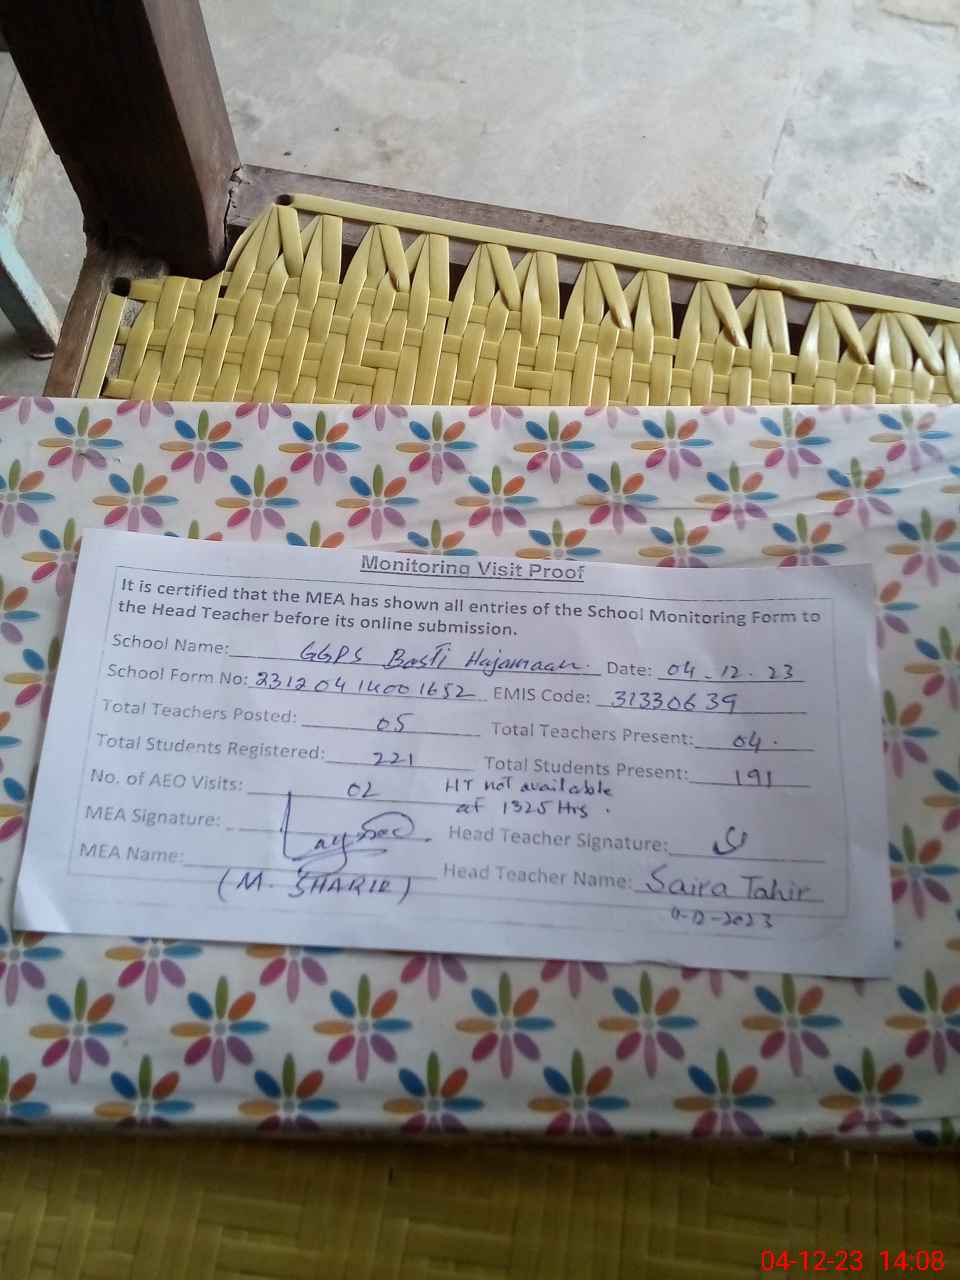 Monitoring Visit Proof
It is certified that the MEA has shown all entries of the School Monitoring Form to
the Head Teacher before its online submission.
School Name: GGPS Basti Hajamaan. Date: 04.12.23
School Form No: EMIS Code: 31330639
Total Teachers Posted: 05 Total Teachers Present: 04.
Total Students Registered: 221 Total Students Present: 191
No. of AEO Visits: 02 HT not available
at 1325 Hrs.
MEA Signature: Head Teacher Signature:
MEA Name: Head Teacher Name: Saira Tahir
(M. SHARIF)
04-12-23 14:08